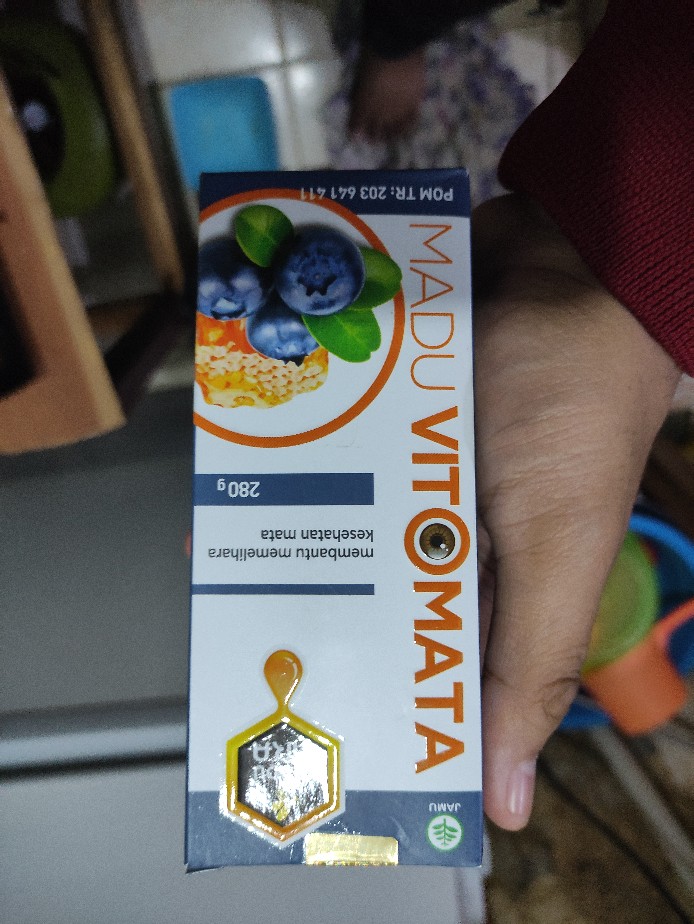 JAMU
MADU VITOMATA
membantu memelihara
kesehatan mata
280 g
POM TR: 203 641 411